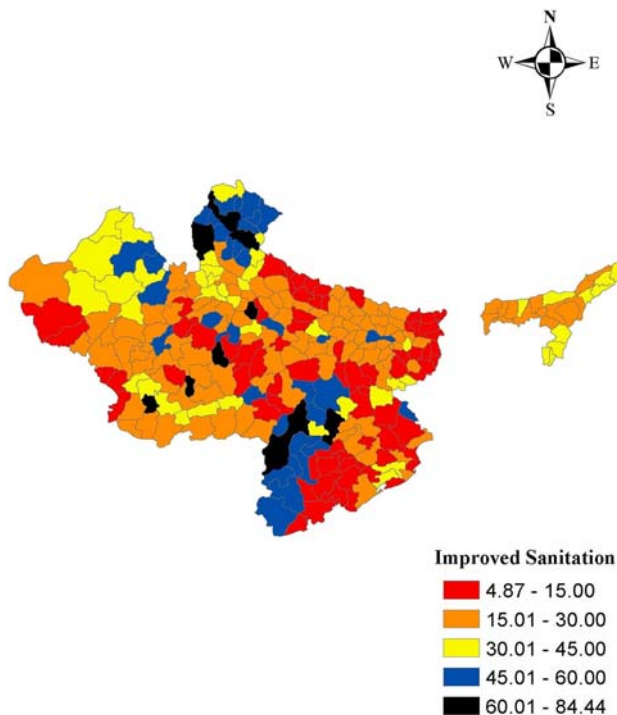 N
W E
S
Improved Sanitation
4.87 - 15.00
15.01 - 30.00
30.01 - 45.00
45.01 - 60.00
60.01 - 84.44